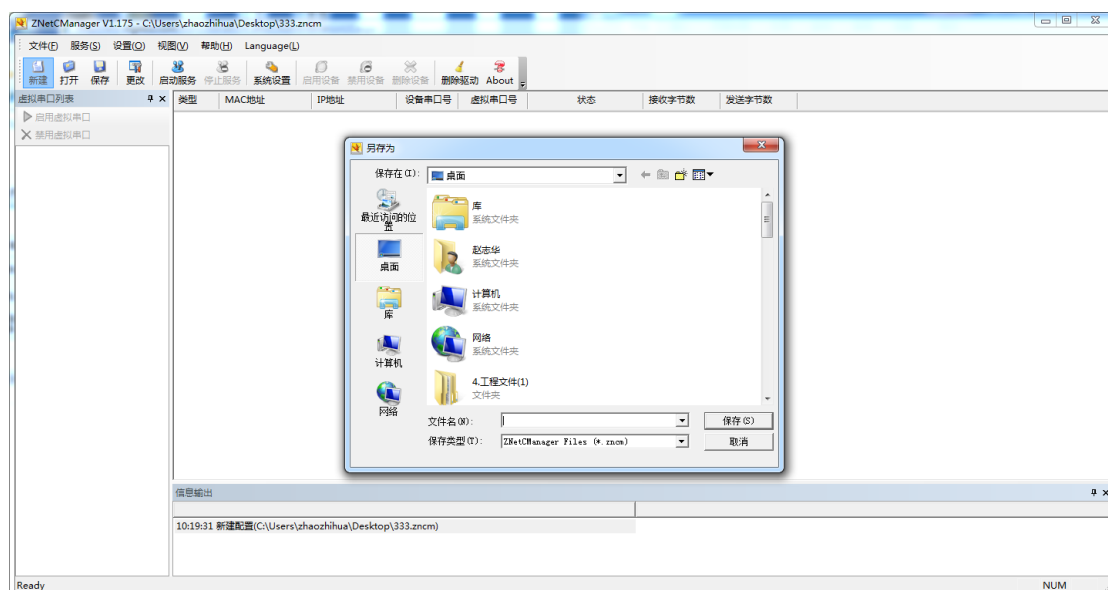 ZNetCManager V1.175 - C:\Users\zhaozhihua\Desktop\333.zncm
文件(F) 服务(S) 设置(O) 视图(V) 帮助(H) Language(L)
新建 打开 保存 更改 启动服务 停止服务 系统设置 启用设备 禁用设备 删除设备 删除驱动 About
虚拟串口列表
类型 MAC地址 IP地址 设备串口号 虚拟串口号 状态 接收字节数 发送字节数
启用虚拟串口
禁用虚拟串口
另存为
保存在(I): 桌面
最近访问的位置
桌面
库
计算机
网络
库
系统文件夹
赵志华
系统文件夹
计算机
系统文件夹
网络
系统文件夹
4.工程文件(1)
文件夹
文件名(N): 保存(S)
保存类型(T): ZNetCManager Files (*.zncm) 取消
信息输出
10:19:31 新建配置(C:\Users\zhaozhihua\Desktop\333.zncm)
Ready NUM